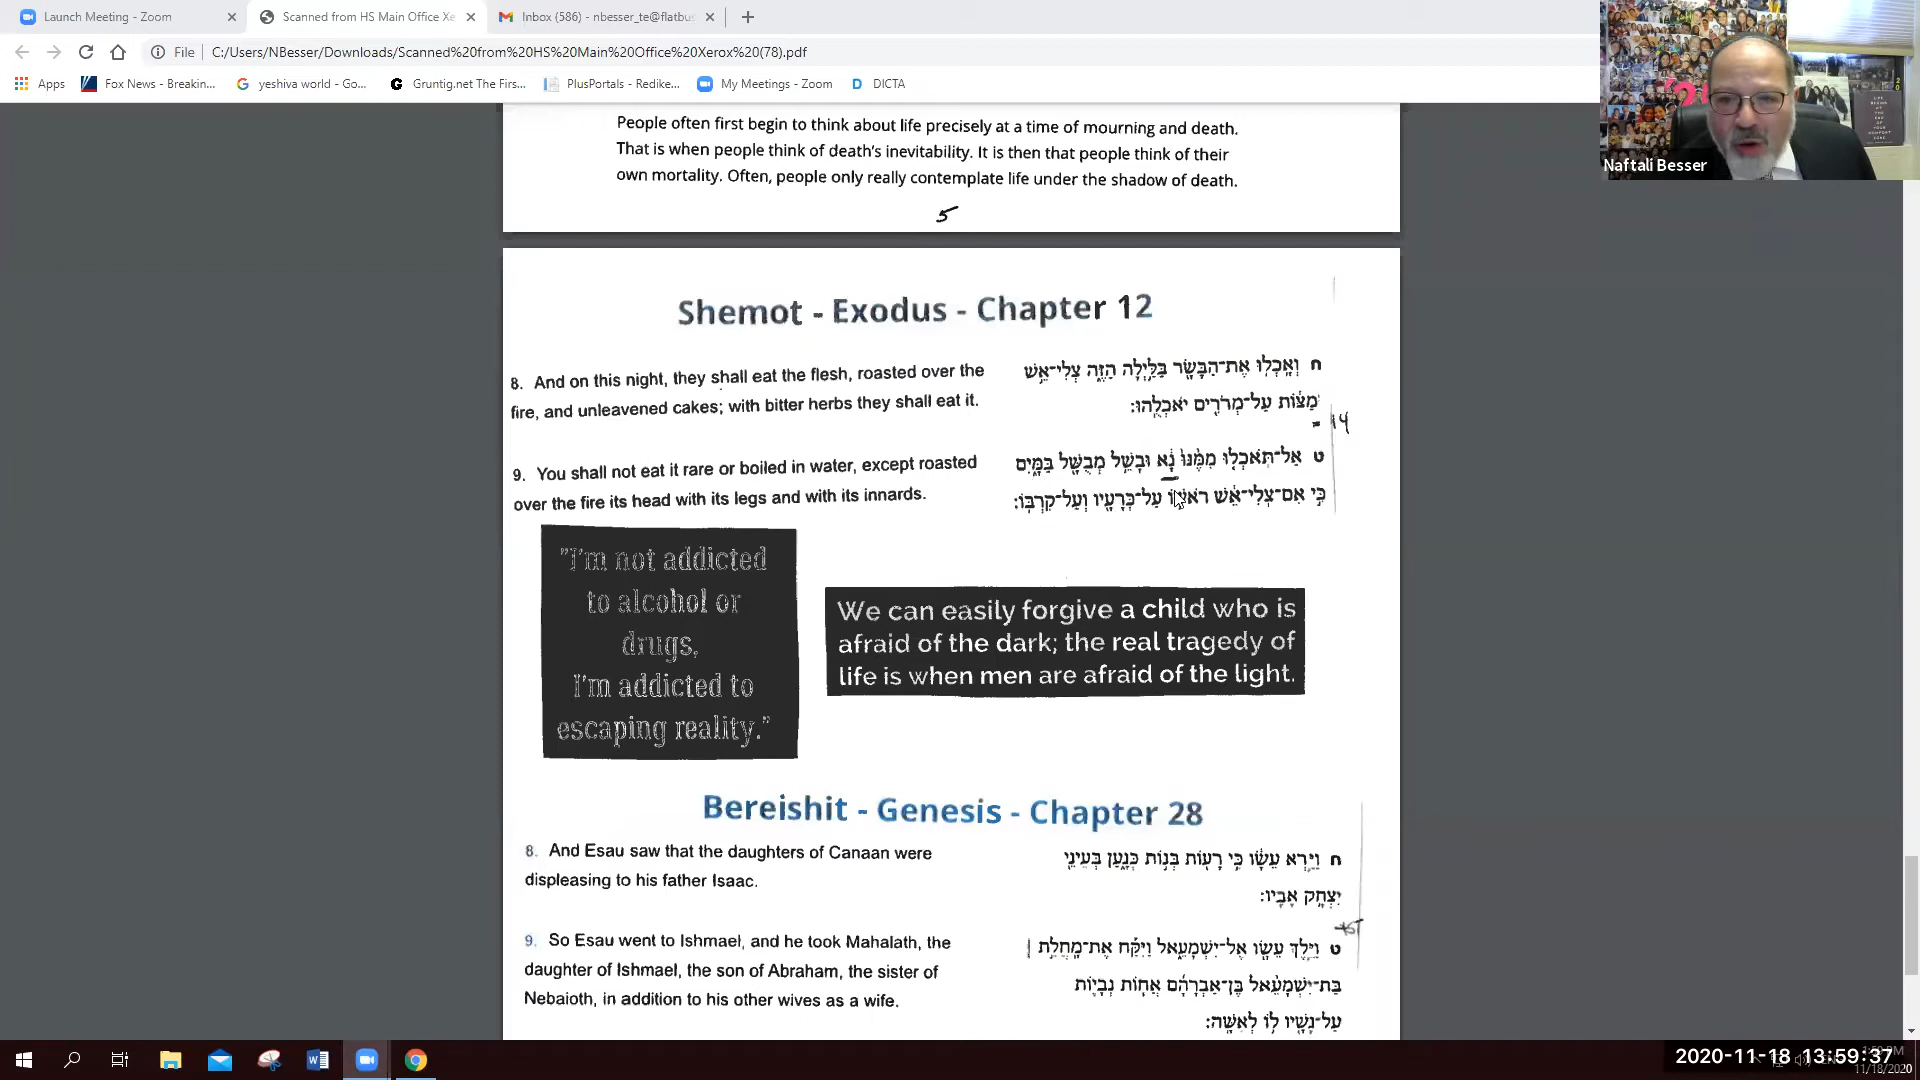 Launch Meeting - Zoom
Scanned from HS Main Office Xe
Inbox (586) - nbesser_te@flatbu
File C:/Users/NBesser/Downloads/Scanned%20from%20HS%20Main%20Office%20Xerox%20(78).pdf
Apps Fox News - Breakin... yeshiva world - Go... Gruntig.net The Firs... PlusPortals - Redike... My Meetings - Zoom DICTA
Naftali Besser
People often first begin to think about life precisely at a time of mourning and death.
That is when people think of death's inevitability. It is then that people think of their
own mortality. Often, people only really contemplate life under the shadow of death.
5
Shemot - Exodus - Chapter 12
8. And on this night, they shall eat the flesh, roasted over the
fire, and unleavened cakes; with bitter herbs they shall eat it.
ח וְאָכְלוּ אֶת־הַבָּשָׂר בַּלַּיְלָה הַזֶּה צְלִי־אֵשׁ
מַצּוֹת עַל־מְרֹרִים יֹאכְלֻהוּ:
14
9. You shall not eat it rare or boiled in water, except roasted
over the fire its head with its legs and with its innards.
ט אַל־תֹּאכְלוּ מִמֶּנּוּ נָא וּבָשֵׁל מְבֻשָּׁל בַּמָּיִם
כִּי אִם־צְלִי־אֵשׁ רֹאשׁוֹ עַל־כְּרָעָיו וְעַל־קִרְבּוֹ:
"I'm not addicted
to alcohol or
drugs,
I'm addicted to
escaping reality."
We can easily forgive a child who is
afraid of the dark; the real tragedy of
life is when men are afraid of the light.
Bereishit - Genesis - Chapter 28
8. And Esau saw that the daughters of Canaan were
displeasing to his father Isaac.
ח וַיַּרְא עֵשָׂו כִּי רָעוֹת בְּנוֹת כְּנָעַן בְּעֵינֵי
יִצְחָק אָבִיו:
9. So Esau went to Ishmael, and he took Mahalath, the
daughter of Ishmael, the son of Abraham, the sister of
Nebaioth, in addition to his other wives as a wife.
ט וַיֵּלֶךְ עֵשָׂו אֶל־יִשְׁמָעֵאל וַיִּקַּח אֶת־מָחֲלַת |
בַּת־יִשְׁמָעֵאל בֶּן־אַבְרָהָם אֲחוֹת נְבָיוֹת
עַל־נָשָׁיו לוֹ לְאִשָּׁה:
2020-11-18 13:59:37
11/18/2020